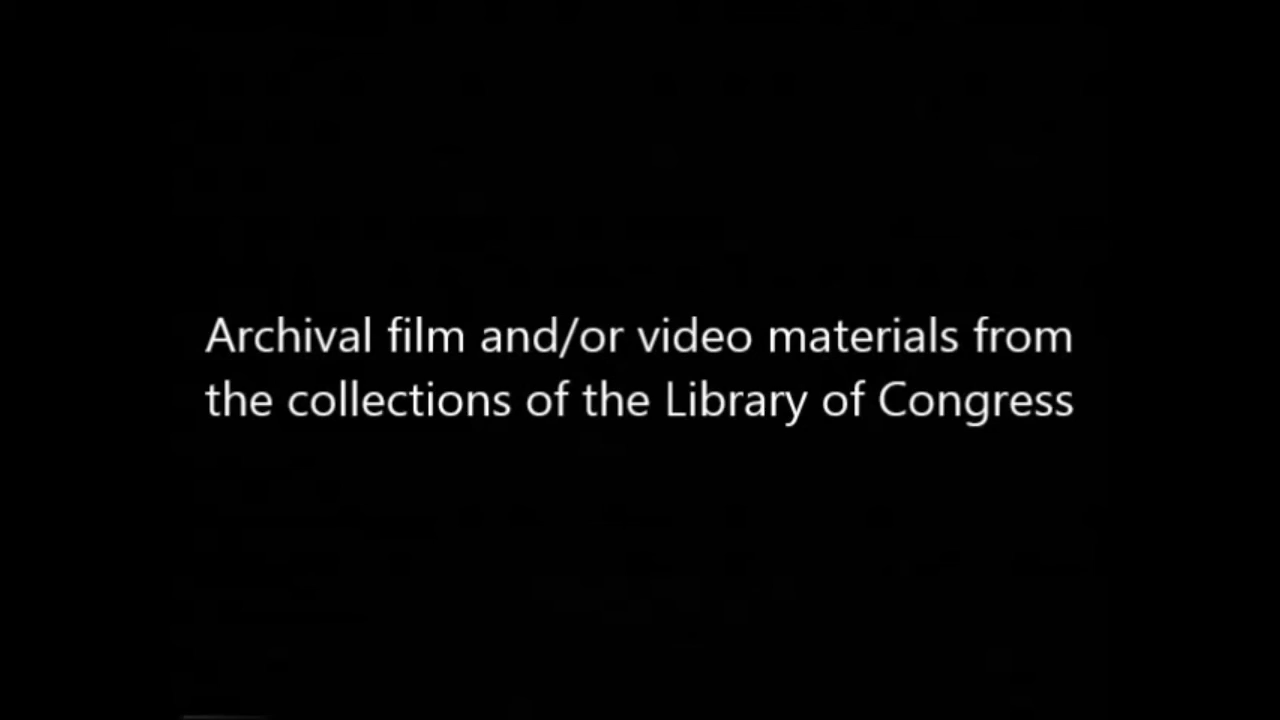 Archival film and/or video materials from
the collections of the Library of Congress